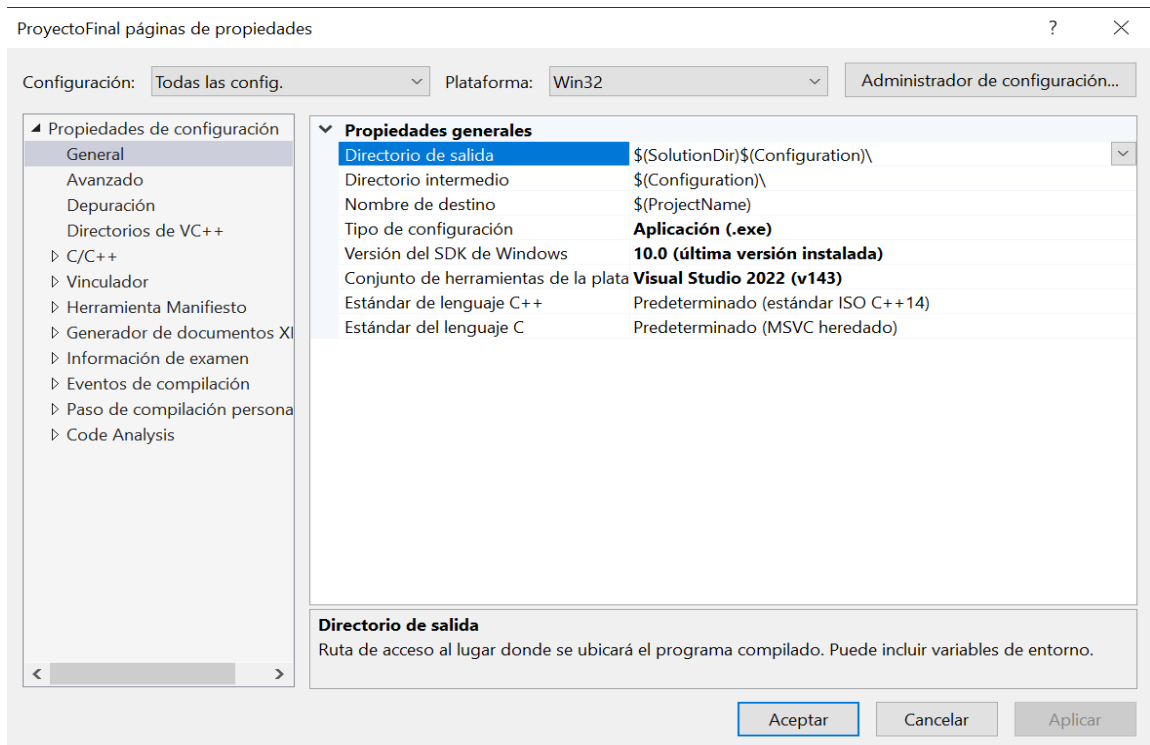 ProyectoFinal páginas de propiedades ?
Configuración: Todas las config. Plataforma: Win32 Administrador de configuración...
Propiedades de configuración
General
Avanzado
Depuración
Directorios de VC++
C/C++
Vinculador
Herramienta Manifiesto
Generador de documentos XI
Información de examen
Eventos de compilación
Paso de compilación persona
Code Analysis
Propiedades generales
Directorio de salida $(SolutionDir)$(Configuration)\
Directorio intermedio $(Configuration)\
Nombre de destino $(ProjectName)
Tipo de configuración Aplicación (.exe)
Versión del SDK de Windows 10.0 (última versión instalada)
Conjunto de herramientas de la plata Visual Studio 2022 (v143)
Estándar de lenguaje C++ Predeterminado (estándar ISO C++14)
Estándar del lenguaje C Predeterminado (MSVC heredado)
Directorio de salida
Ruta de acceso al lugar donde se ubicará el programa compilado. Puede incluir variables de entorno.
Aceptar Cancelar Aplicar